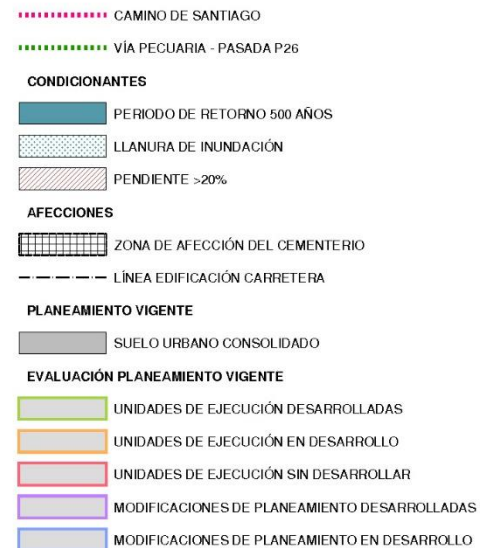 CAMINO DE SANTIAGO
VÍA PECUARIA - PASADA P26
CONDICIONANTES
PERIODO DE RETORNO 500 AÑOS
LLANURA DE INUNDACIÓN
PENDIENTE >20%
AFECCIONES
ZONA DE AFECCIÓN DEL CEMENTERIO
LÍNEA EDIFICACIÓN CARRETERA
PLANEAMIENTO VIGENTE
SUELO URBANO CONSOLIDADO
EVALUACIÓN PLANEAMIENTO VIGENTE
UNIDADES DE EJECUCIÓN DESARROLLADAS
UNIDADES DE EJECUCIÓN EN DESARROLLO
UNIDADES DE EJECUCIÓN SIN DESARROLLAR
MODIFICACIONES DE PLANEAMIENTO DESARROLLADAS
MODIFICACIONES DE PLANEAMIENTO EN DESARROLLO